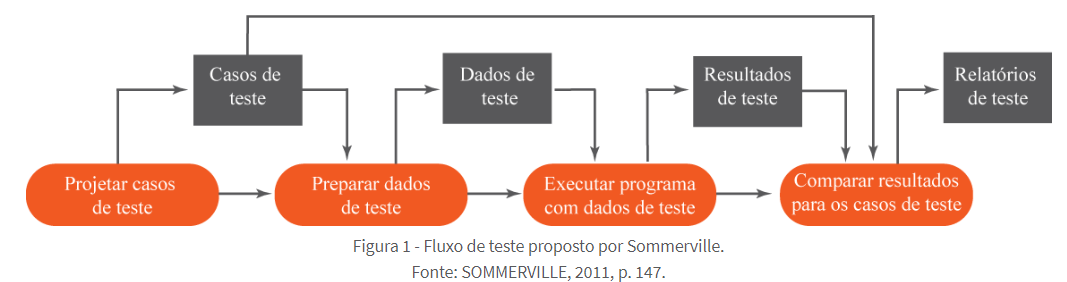 Casos de
teste
Dados de
teste
Resultados
de teste
Relatórios
de teste
Projetar casos
de teste
Preparar dados
de teste
Executar programa
com dados de teste
Comparar resultados
para os casos de teste
Figura 1 - Fluxo de teste proposto por Sommerville.
Fonte: SOMMERVILLE, 2011, p. 147.